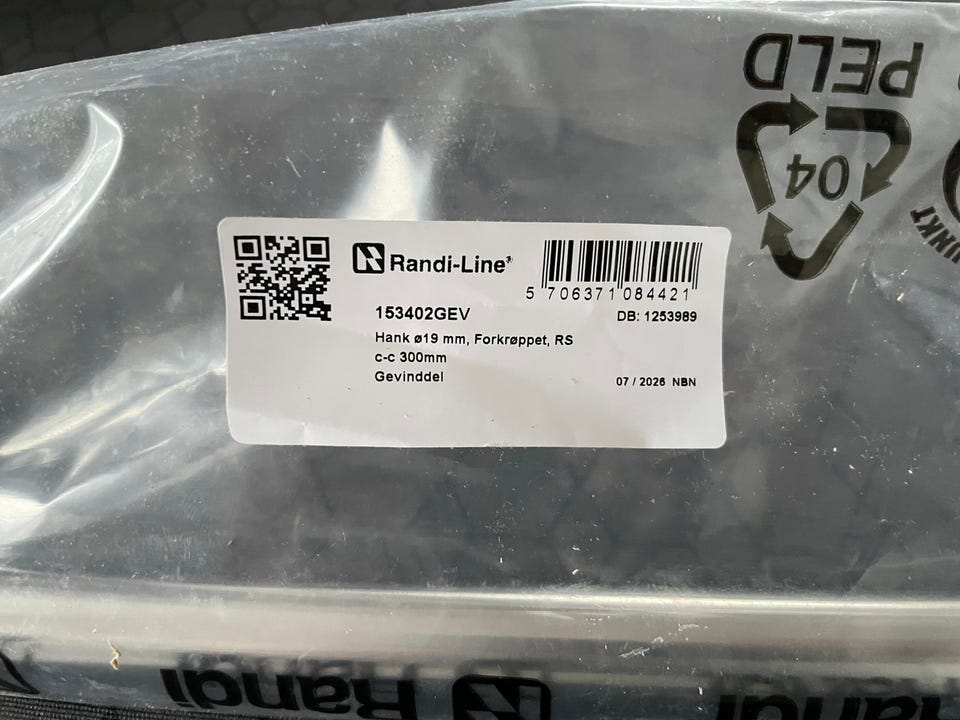 PELD
04
Randi-Line®
5 706371 084421
153402GEV
DB: 1253989
Hank ø19 mm, Forkrøppet, RS
c-c 300mm
Gevinddel
07 / 2026 NBN
Randi